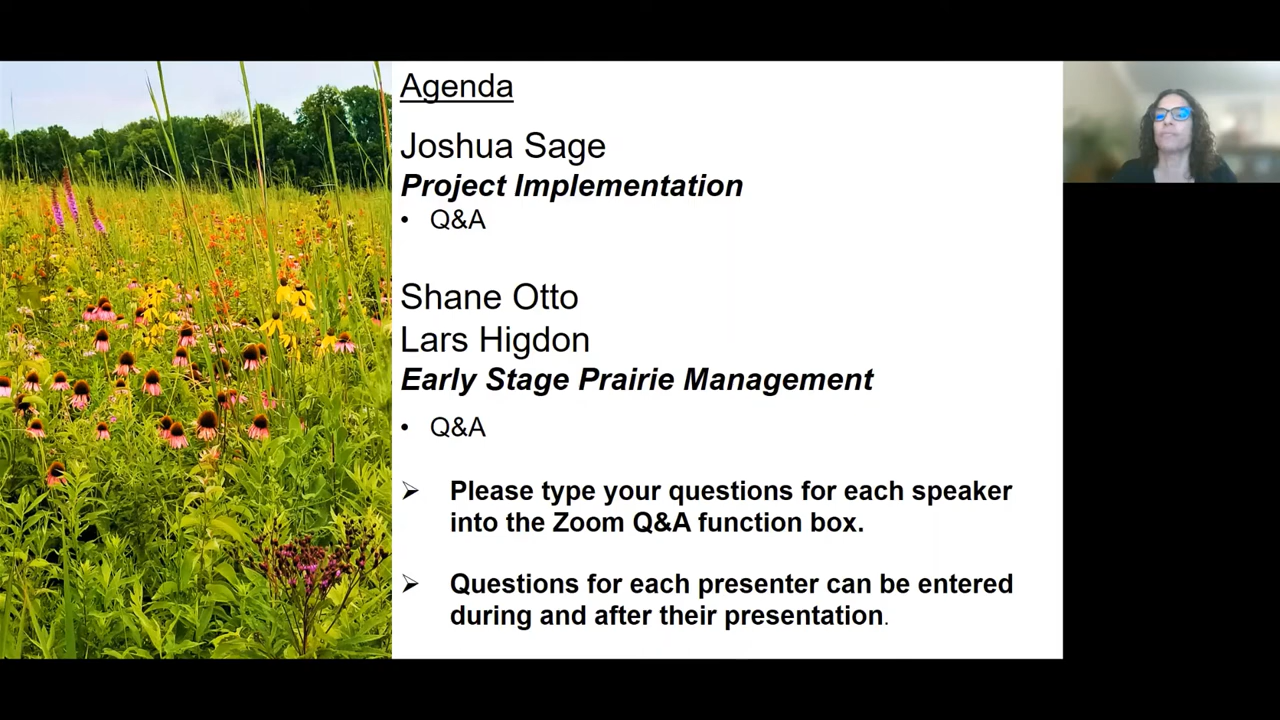 Agenda
Joshua Sage
Project Implementation
• Q&A
Shane Otto
Lars Higdon
Early Stage Prairie Management
• Q&A
➢ Please type your questions for each speaker
into the Zoom Q&A function box.
➢ Questions for each presenter can be entered
during and after their presentation.